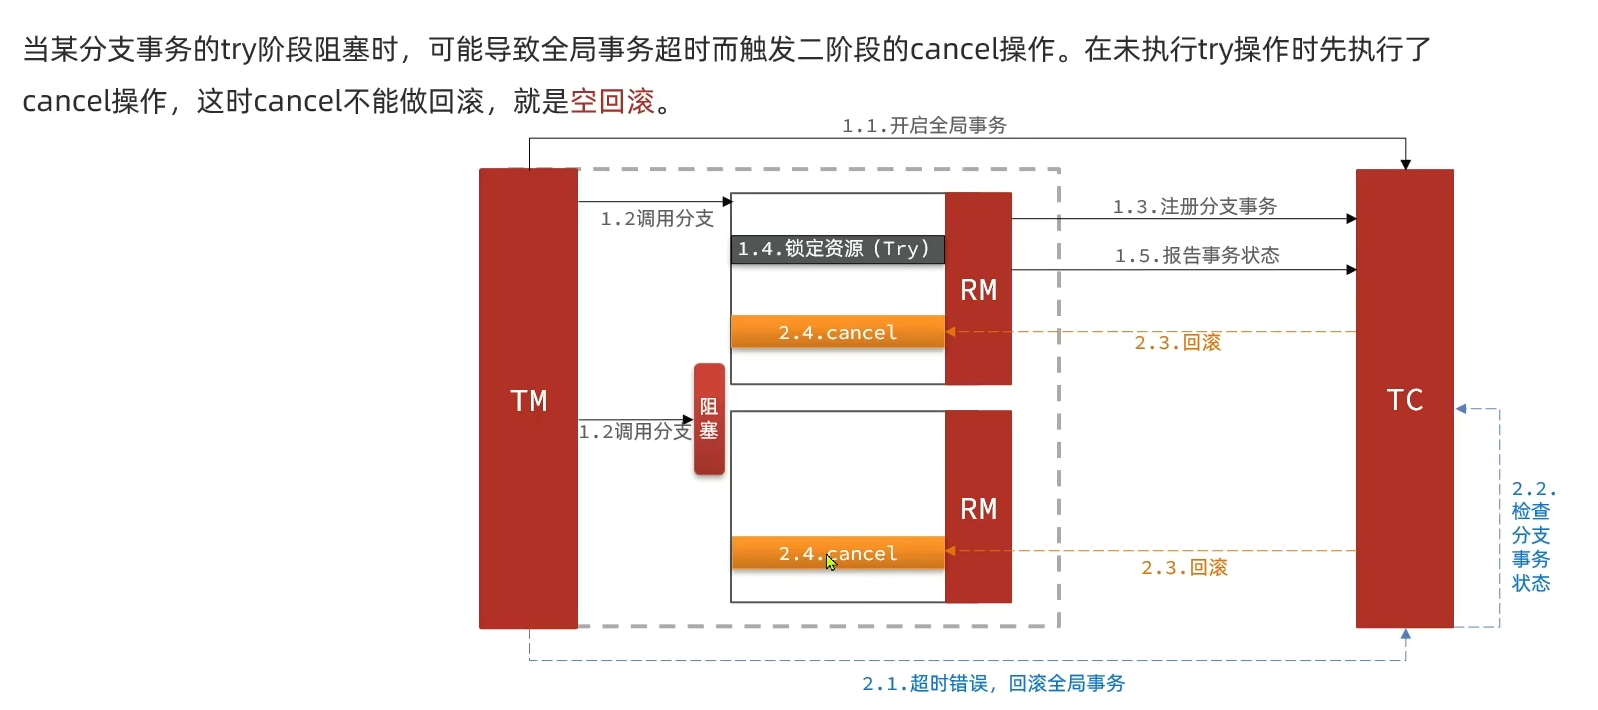 当某分支事务的try阶段阻塞时，可能导致全局事务超时而触发二阶段的cancel操作。在未执行try操作时先执行了
cancel操作，这时cancel不能做回滚，就是空回滚。
1.1.开启全局事务
1.2调用分支
1.3.注册分支事务
1.4.锁定资源（Try）
1.5.报告事务状态
RM
2.4.cancel
2.3.回滚
TM
TC
阻
塞
1.2调用分支
RM
2.2.
检查
分支
事务
状态
2.4.cancel
2.3.回滚
2.1.超时错误，回滚全局事务